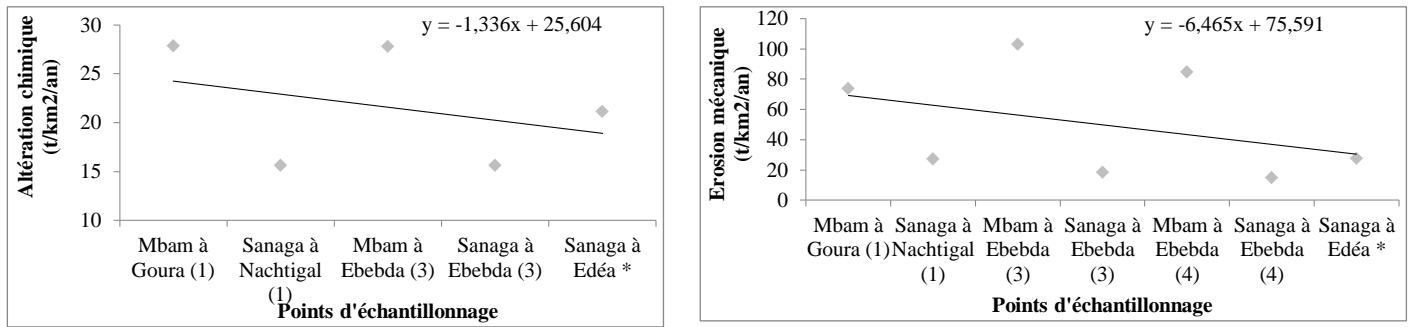 y = -1,336x + 25,604
30
25
20
15
10
Altération chimique
(t/km2/an)
Mbam à
Goura (1)
Sanaga à
Nachtigal
(1)
Mbam à
Ebebda (3)
Sanaga à
Ebebda (3)
Sanaga à
Edéa *
Points d'échantillonnage
y = -6,465x + 75,591
120
100
80
60
40
20
0
Erosion mécanique
(t/km2/an)
Mbam à
Goura (1)
Sanaga à
Nachtigal
(1)
Mbam à
Ebebda
(3)
Sanaga à
Ebebda
(3)
Mbam à
Ebebda
(4)
Sanaga à
Ebebda
(4)
Sanaga à
Edéa *
Points d'échantillonnage